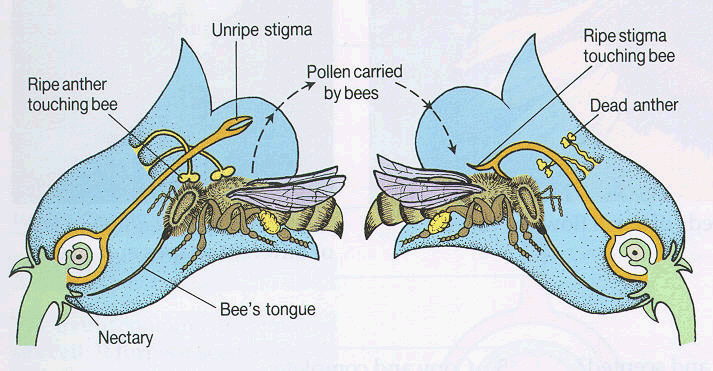 Unripe stigma
Ripe anther
touching bee
Pollen carried
by bees
Ripe stigma
touching bee
Dead anther
Bee's tongue
Nectary